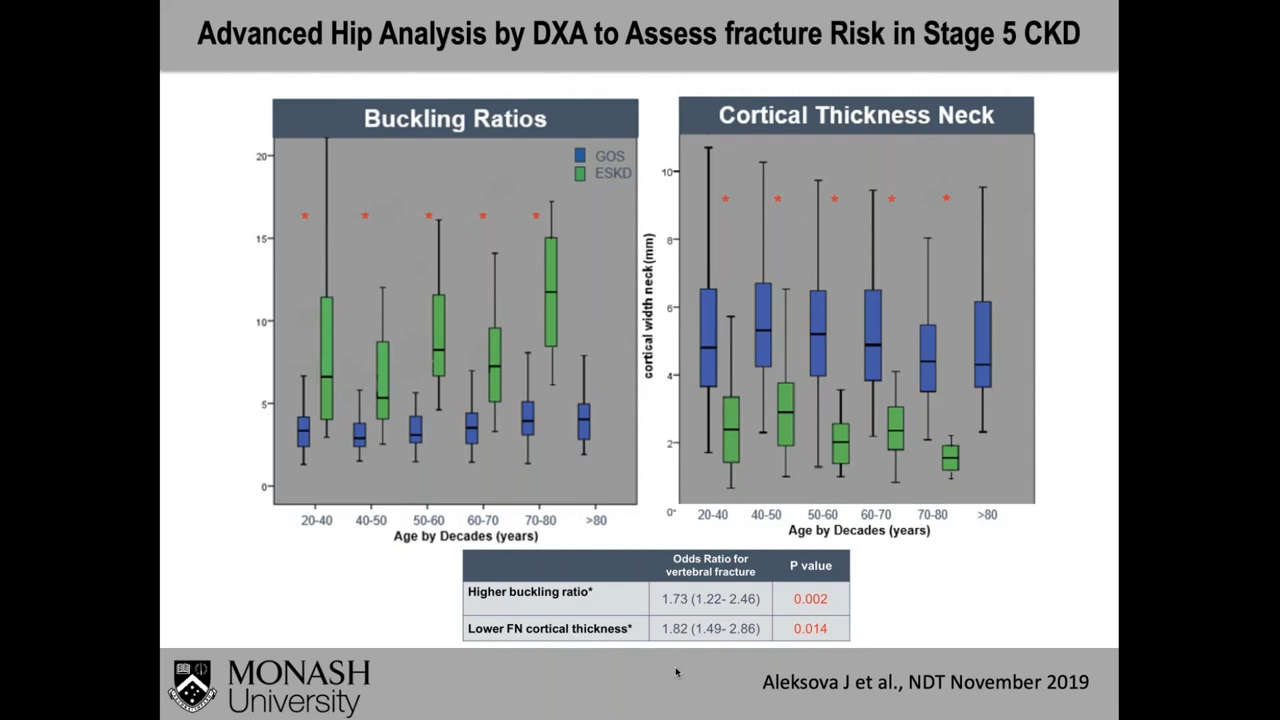 Advanced Hip Analysis by DXA to Assess fracture Risk in Stage 5 CKD
Buckling Ratios
GOS
ESKD
20
15
10
5
0
* * * * *
20-40 40-50 50-60 60-70 70-80 >80
Age by Decades (years)
Cortical Thickness Neck
cortical width neck (mm)
10
8
6
4
2
0
* * * * *
20-40 40-50 50-60 60-70 70-80 >80
Age by Decades (years)
Odds Ratio for
vertebral fracture
P value
Higher buckling ratio* 1.73 (1.22- 2.46) 0.002
Lower FN cortical thickness* 1.82 (1.49- 2.86) 0.014
MONASH
University
Aleksova J et al., NDT November 2019